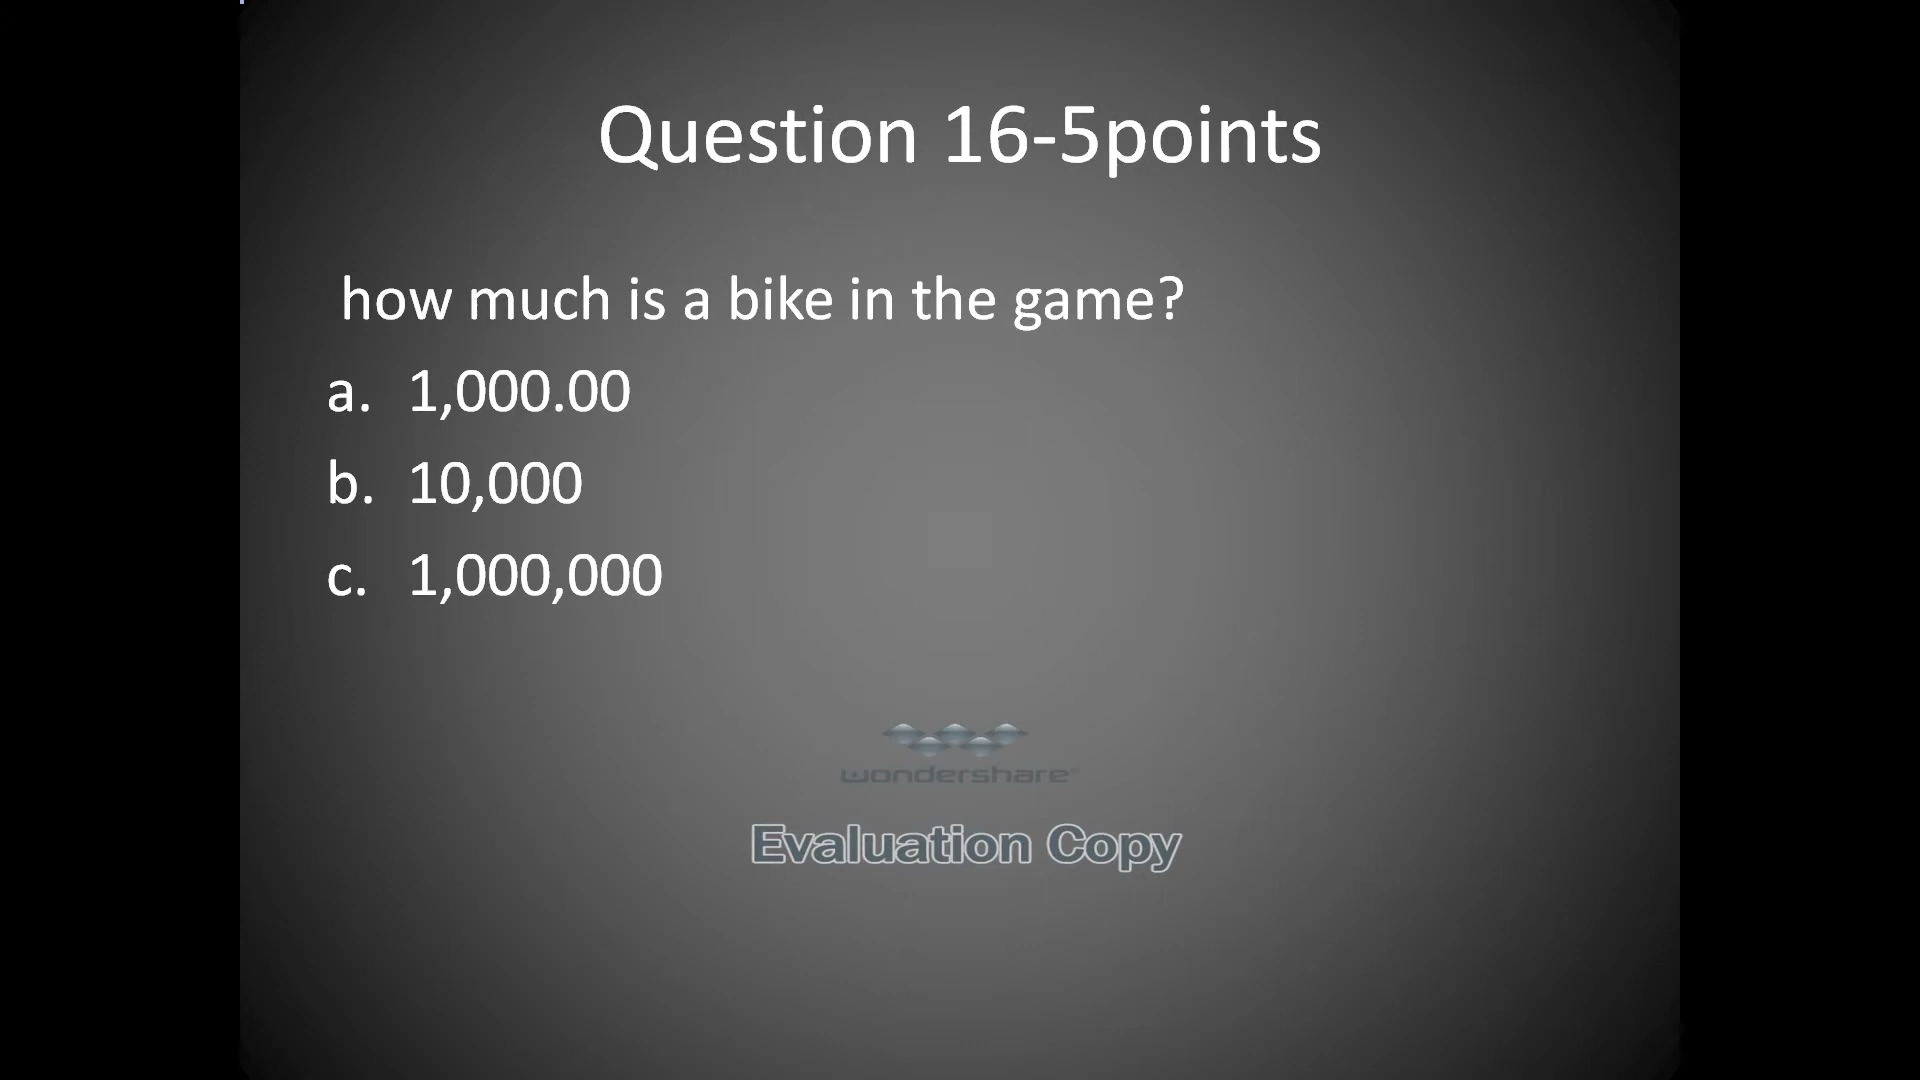 Question 16-5points
how much is a bike in the game?
a. 1,000.00
b. 10,000
c. 1,000,000
wondershare
Evaluation Copy